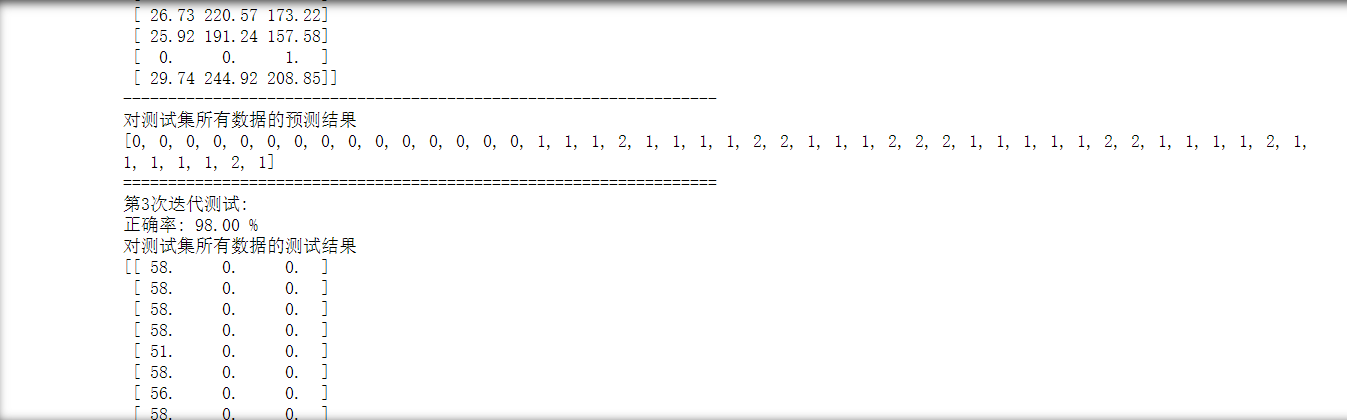 [ 26.73 220.57 173.22]
[ 25.92 191.24 157.58]
[  0.     0.     1.  ]
[ 29.74 244.92 208.85]]
------------------------------------------------------------------
对测试集所有数据的预测结果
[0, 0, 0, 0, 0, 0, 0, 0, 0, 0, 0, 0, 0, 0, 0, 1, 1, 1, 2, 1, 1, 1, 1, 2, 2, 1, 1, 1, 2, 2, 2, 1, 1, 1, 1, 1, 2, 2, 1, 1, 1, 1, 2, 1,
1, 1, 1, 1, 2, 1]
==================================================================
第3次迭代测试:
正确率: 98.00 %
对测试集所有数据的测试结果
[[ 58.     0.     0.  ]
[ 58.     0.     0.  ]
[ 58.     0.     0.  ]
[ 58.     0.     0.  ]
[ 51.     0.     0.  ]
[ 58.     0.     0.  ]
[ 56.     0.     0.  ]
[ 58.     0.     0.  ]